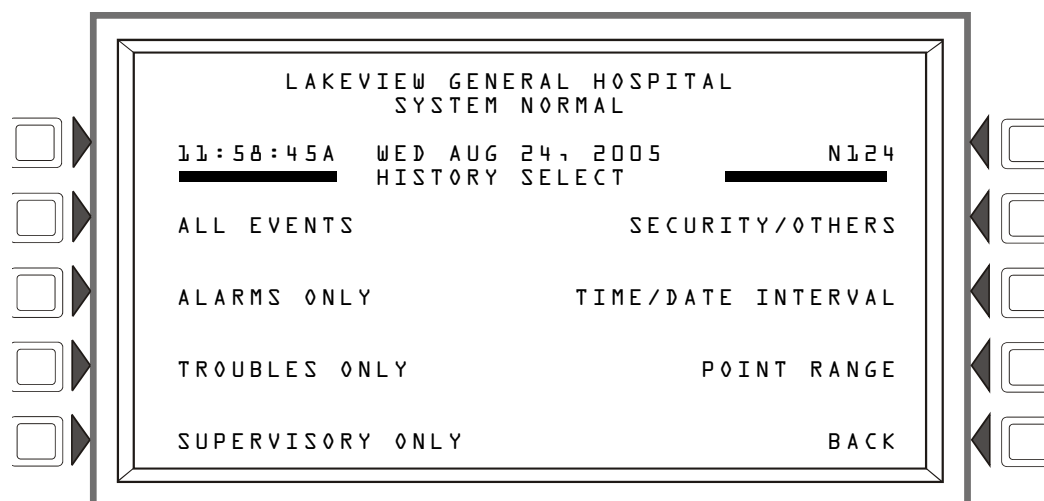 LAKEVIEW GENERAL HOSPITAL
SYSTEM NORMAL
11:58:45A WED AUG 24, 2005 N124
HISTORY SELECT
ALL EVENTS SECURITY/OTHERS
ALARMS ONLY TIME/DATE INTERVAL
TROUBLES ONLY POINT RANGE
SUPERVISORY ONLY BACK